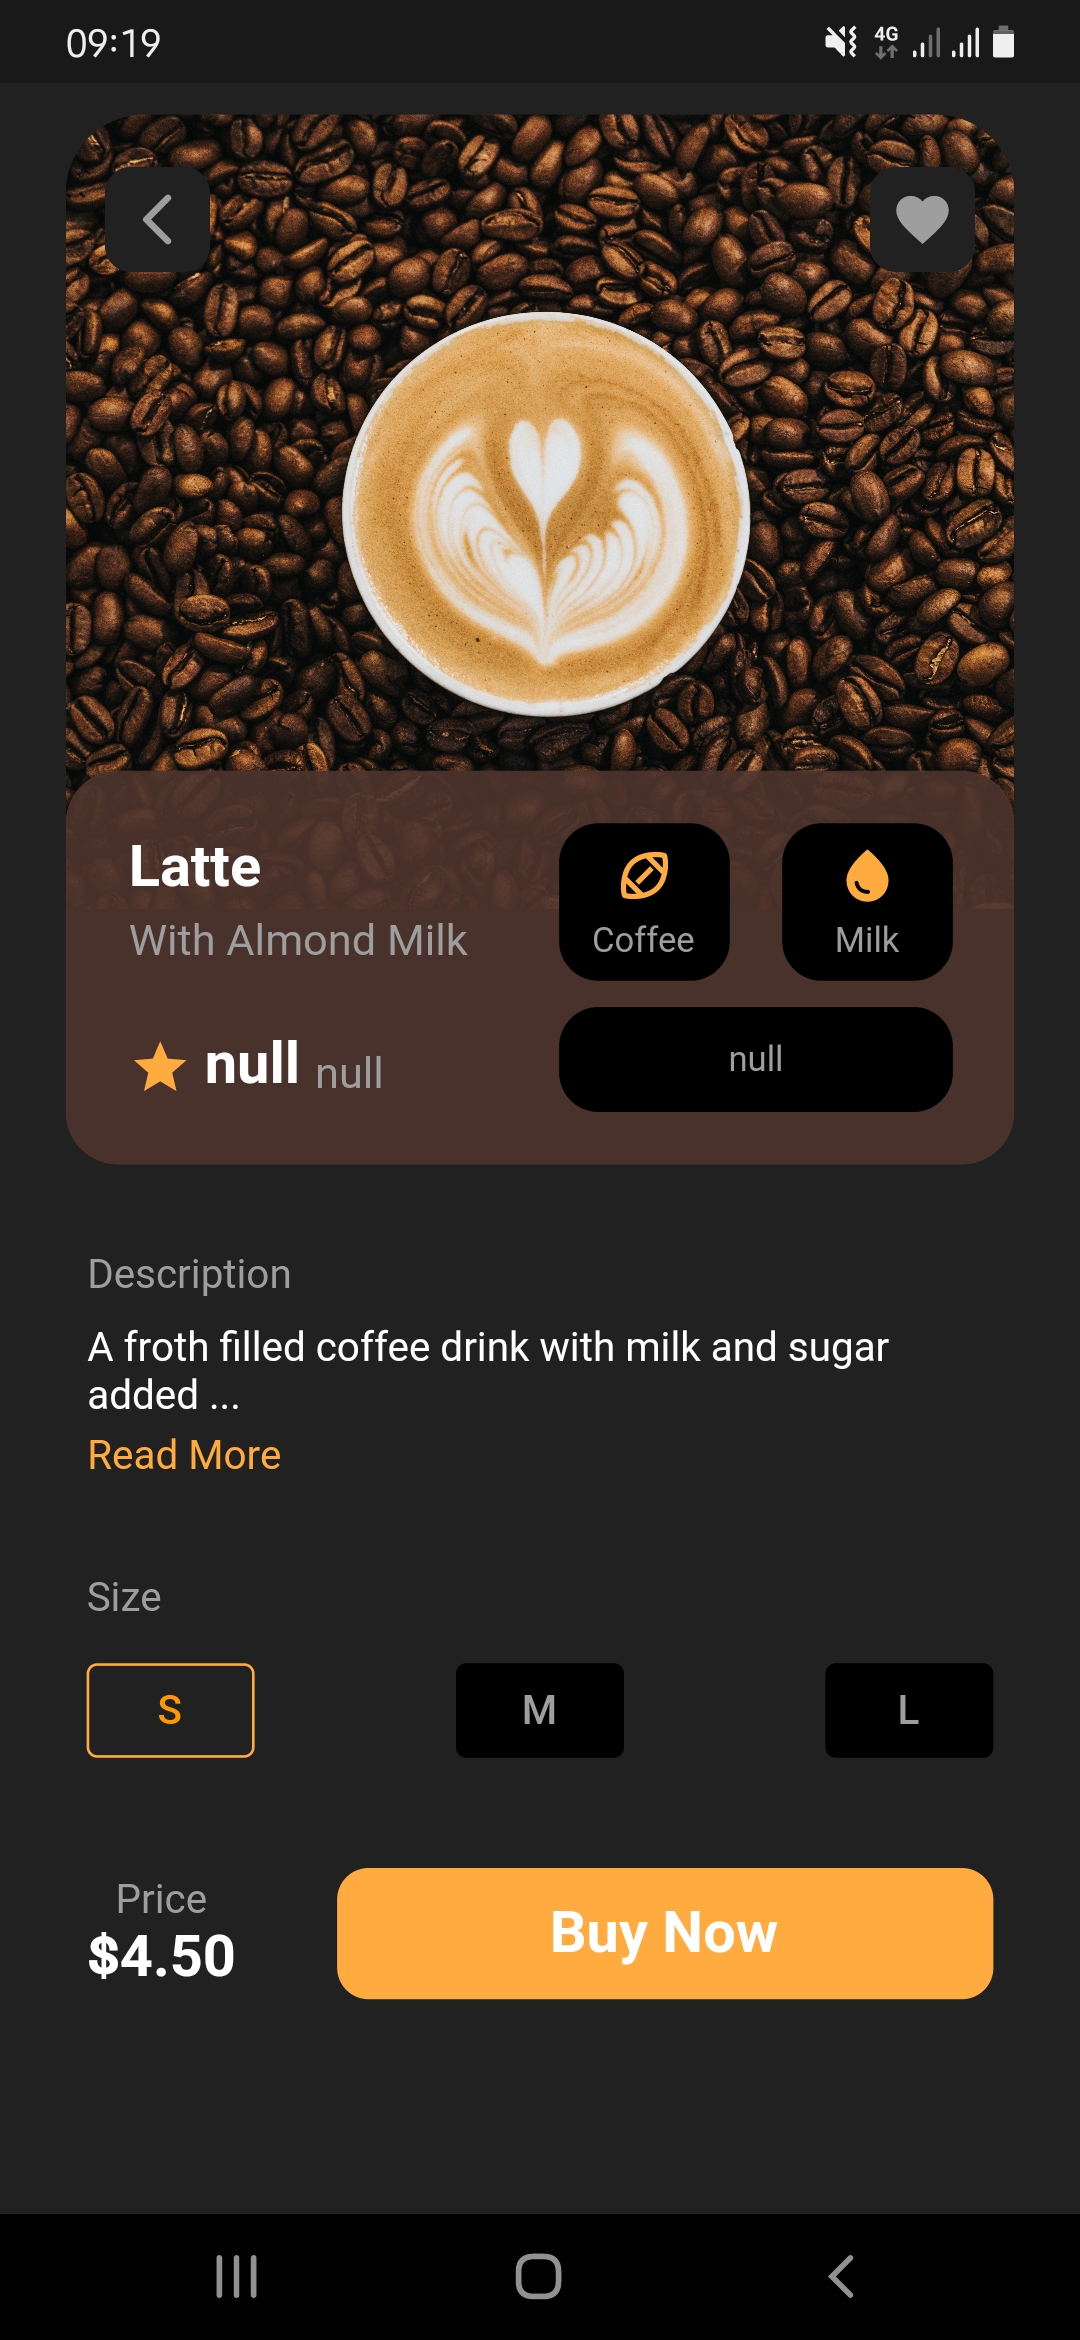 09:19
4G
Latte
With Almond Milk
Coffee
Milk
null null
null
Description
A froth filled coffee drink with milk and sugar
added ...
Read More
Size
S
M
L
Price
$4.50
Buy Now